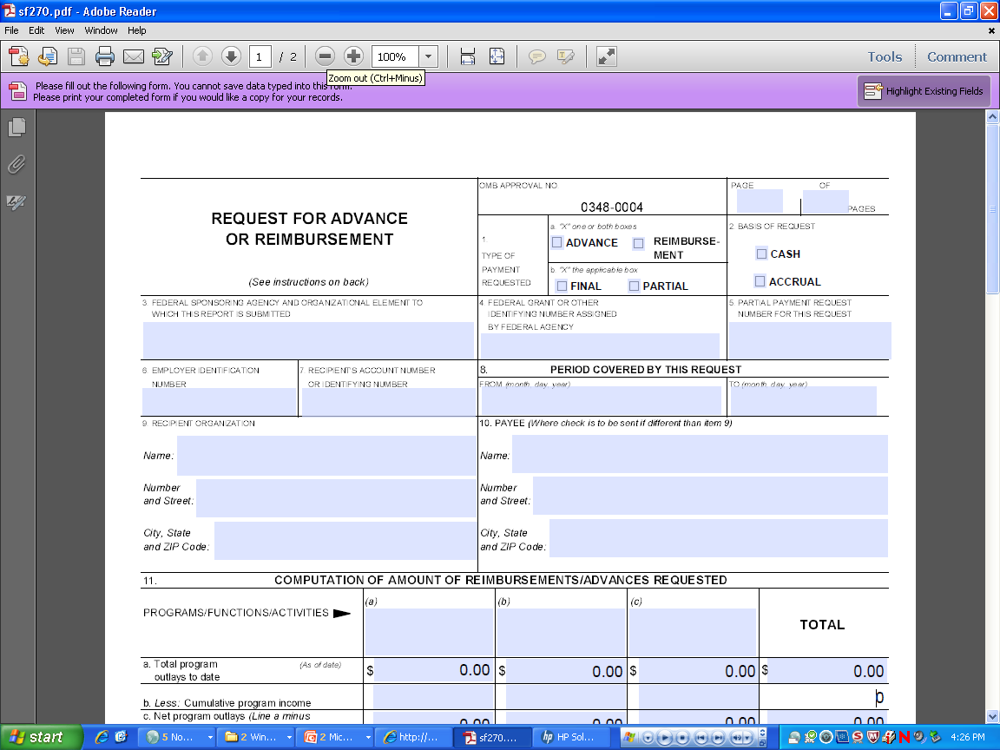 sf270.pdf - Adobe Reader
File Edit View Window Help
1 / 2 100% Tools Comment
Zoom out (Ctrl+Minus)
Please fill out the following form. You cannot save data typed into this form.
Please print your completed form if you would like a copy for your records.
Highlight Existing Fields
REQUEST FOR ADVANCE
OR REIMBURSEMENT
(See instructions on back)
OMB APPROVAL NO.
0348-0004
PAGE OF
PAGES
1.
TYPE OF
PAYMENT
REQUESTED
a. "X" one or both boxes
ADVANCE
REIMBURSE-
MENT
b. "X" the applicable box
FINAL PARTIAL
2. BASIS OF REQUEST
CASH
ACCRUAL
3. FEDERAL SPONSORING AGENCY AND ORGANIZATIONAL ELEMENT TO
WHICH THIS REPORT IS SUBMITTED
4. FEDERAL GRANT OR OTHER
IDENTIFYING NUMBER ASSIGNED
BY FEDERAL AGENCY
5. PARTIAL PAYMENT REQUEST
NUMBER FOR THIS REQUEST
6. EMPLOYER IDENTIFICATION
NUMBER
7. RECIPIENT'S ACCOUNT NUMBER
OR IDENTIFYING NUMBER
8. PERIOD COVERED BY THIS REQUEST
FROM (month, day, year)
TO (month, day, year)
9. RECIPIENT ORGANIZATION
Name:
Number
and Street:
City, State
and ZIP Code:
10. PAYEE (Where check is to be sent if different than item 9)
Name:
Number
and Street:
City, State
and ZIP Code:
11. COMPUTATION OF AMOUNT OF REIMBURSEMENTS/ADVANCES REQUESTED
PROGRAMS/FUNCTIONS/ACTIVITIES
(a) (b) (c)
TOTAL
a. Total program (As of date)
outlays to date
$ 0.00 $ 0.00 $ 0.00 $ 0.00
b. Less: Cumulative program income
0
c. Net program outlays (Line a minus
0.00 0.00 0.00 0.00
start 5 No... 2 Win... 2 Mic... http://... sf270.... HP Sol... 4:26 PM